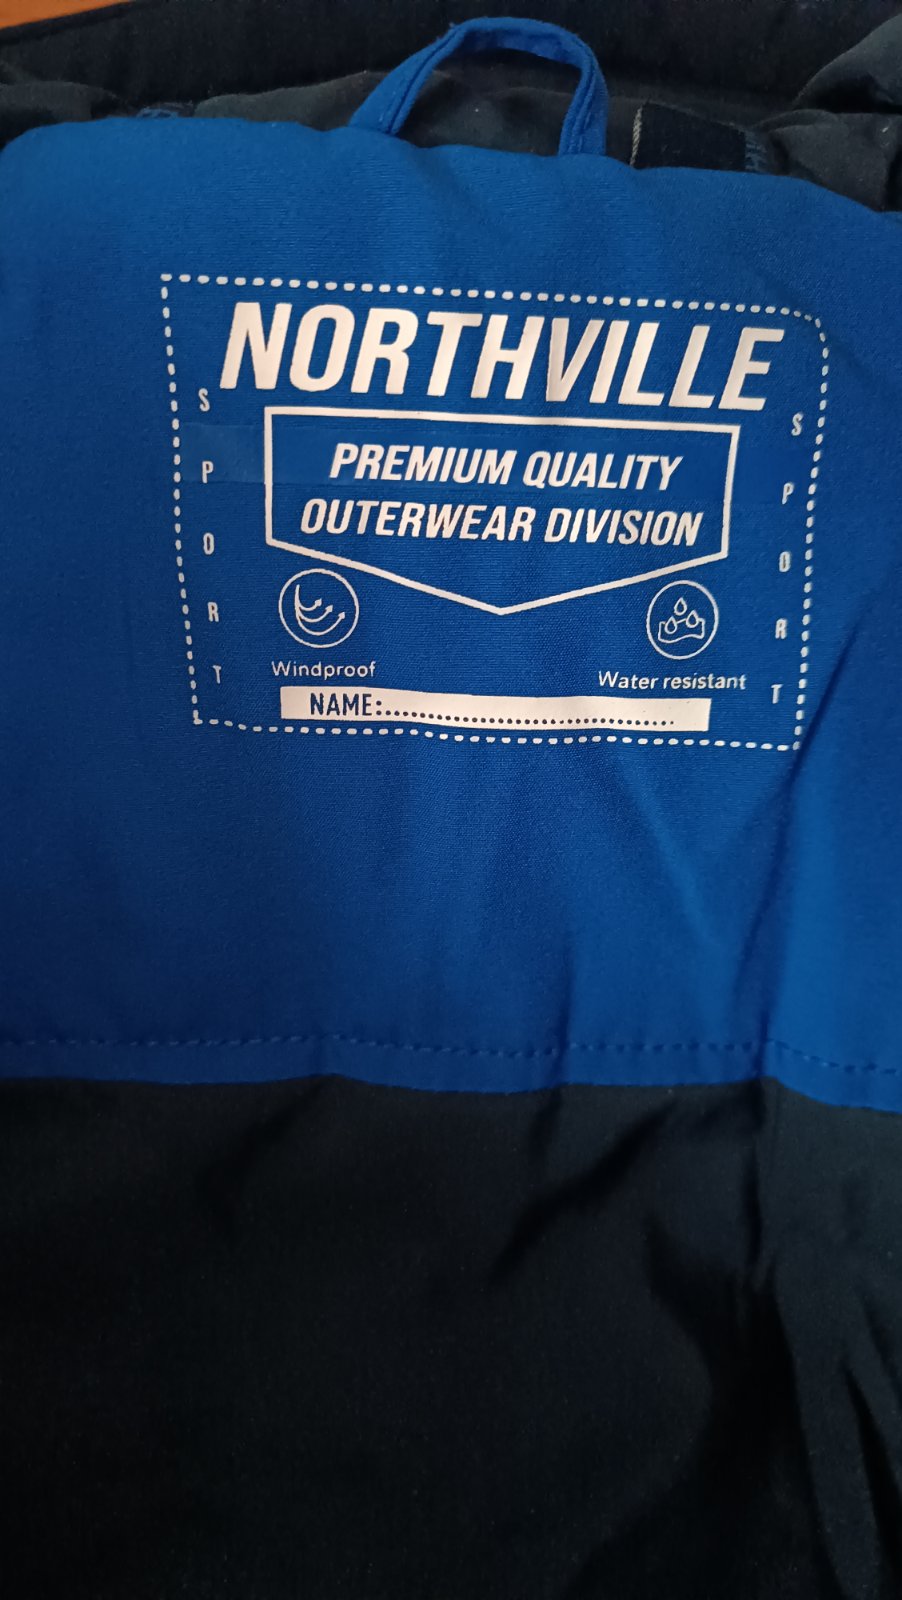 NORTHVILLE
PREMIUM QUALITY
OUTERWEAR DIVISION
SPORT
SPORT
Windproof
Water resistant
NAME:..........................................